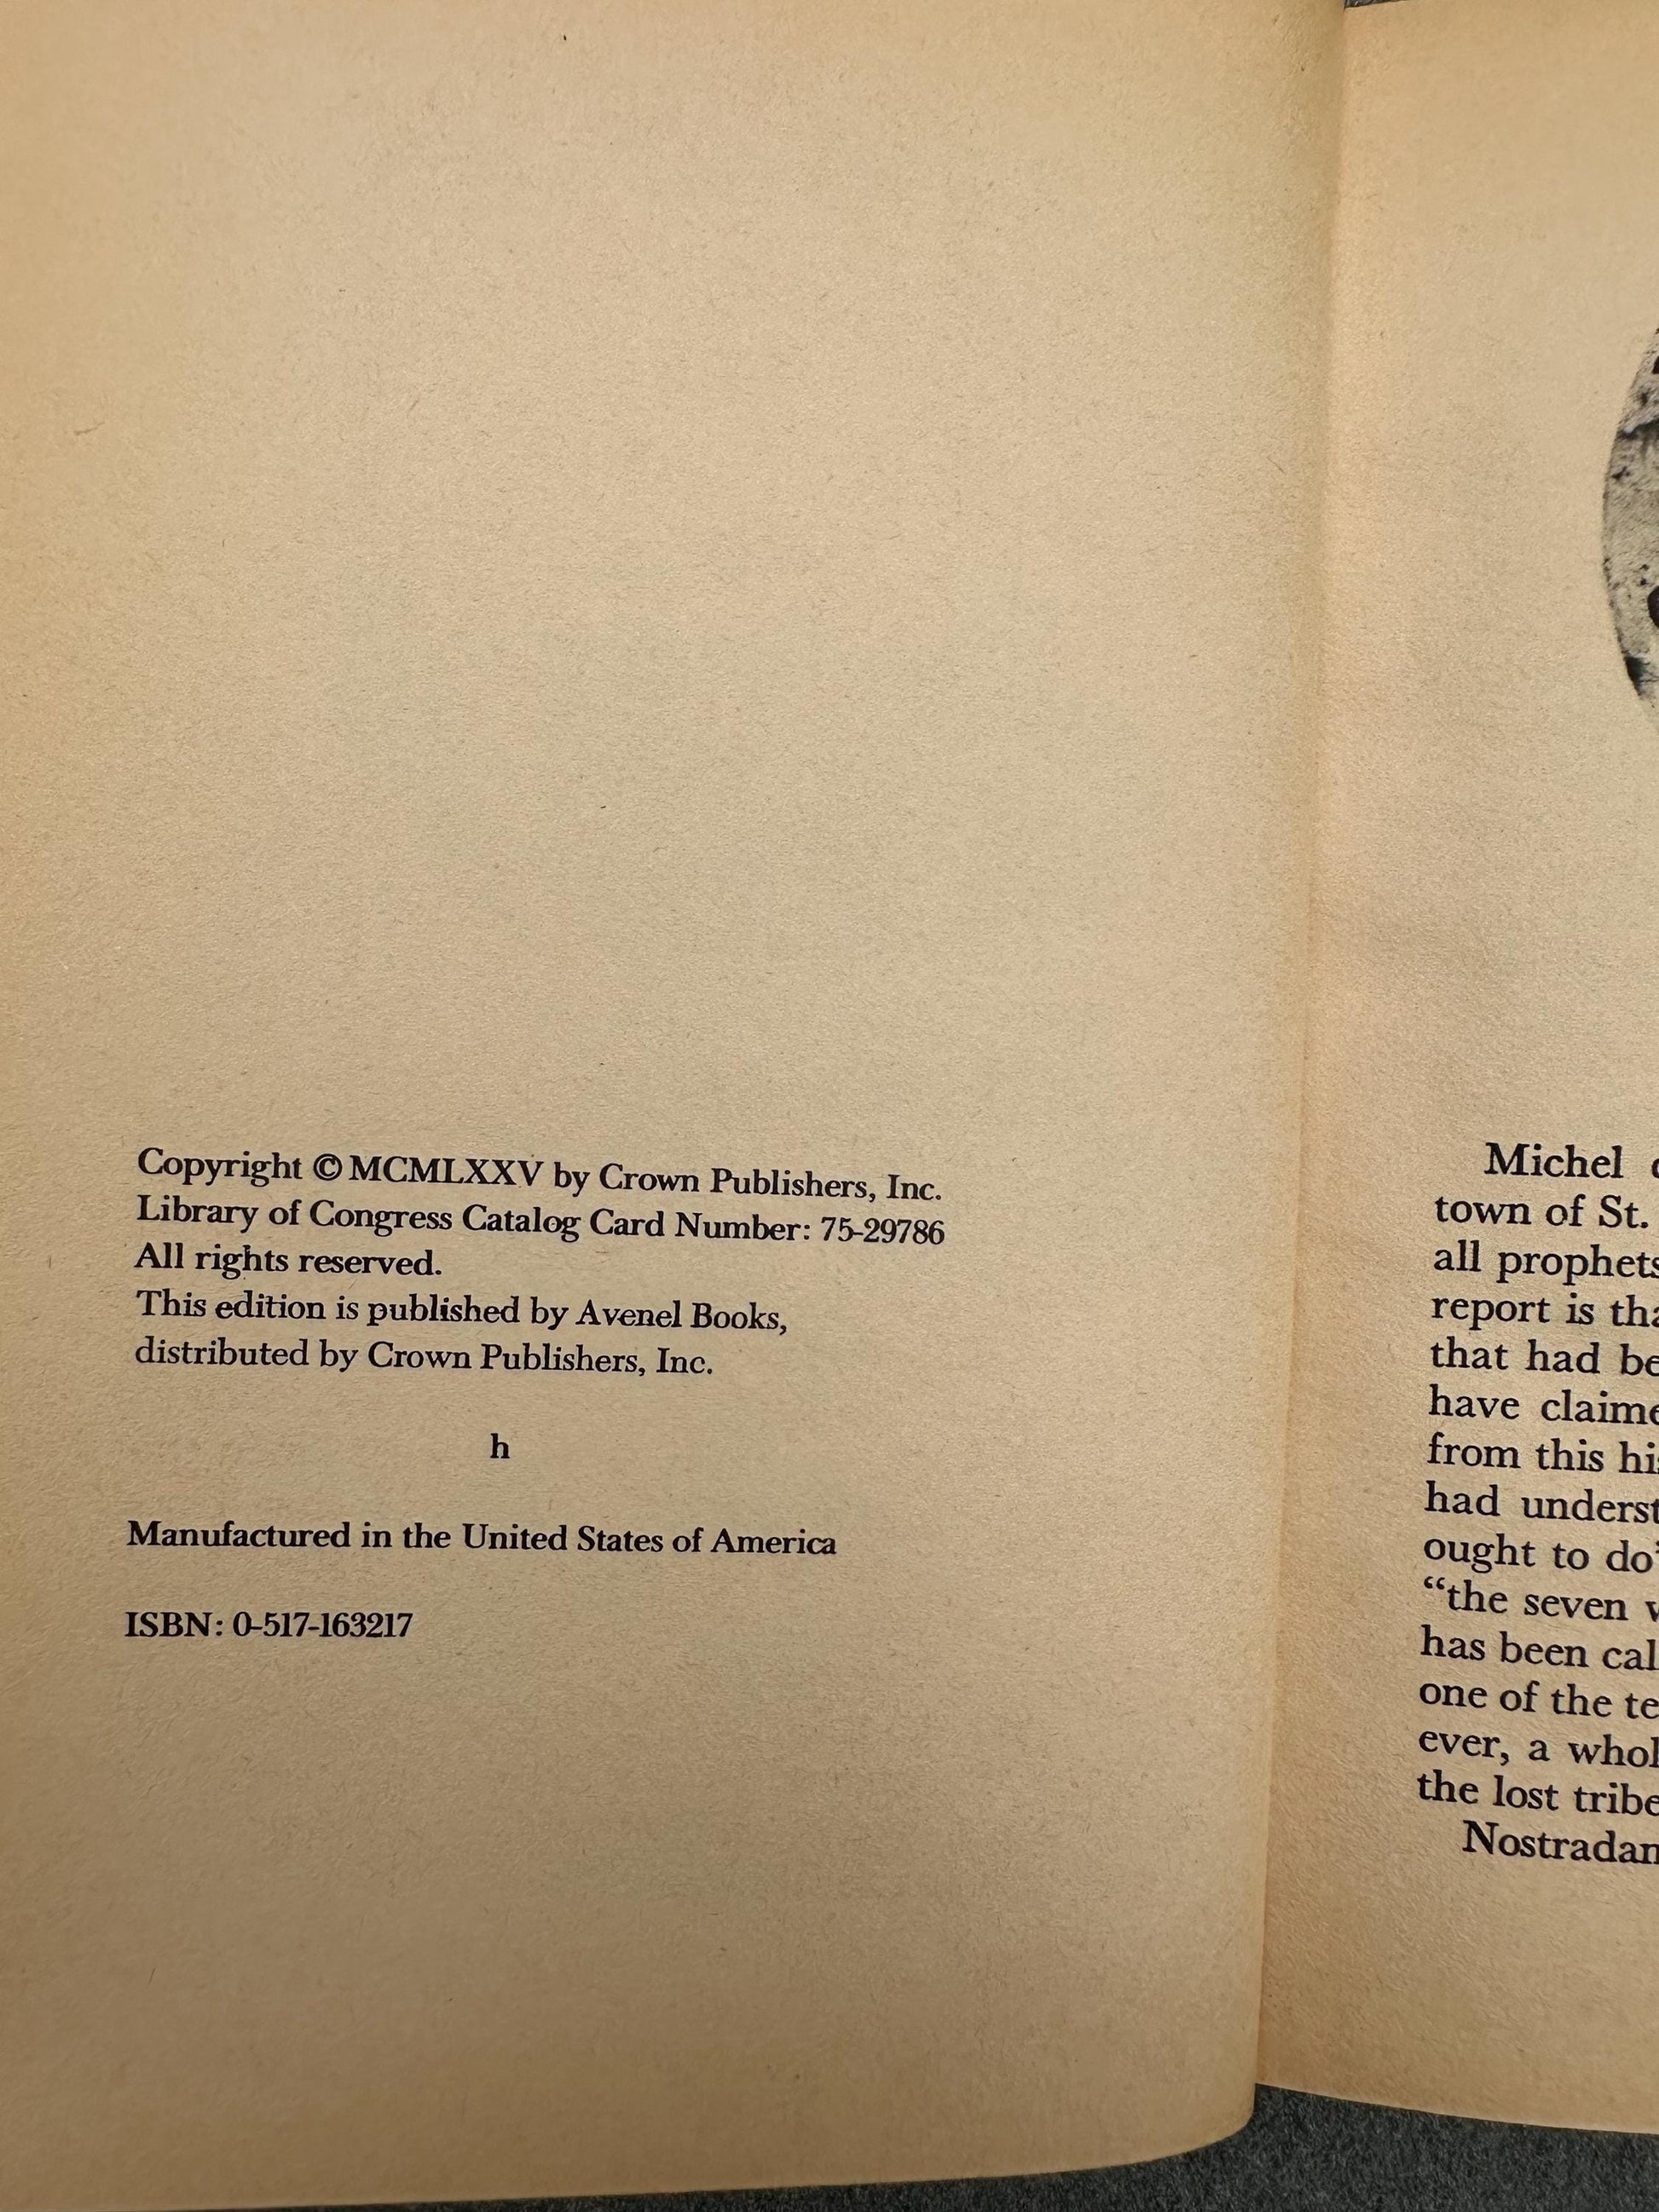 Copyright © MCMLXXV by Crown Publishers, Inc.
Library of Congress Catalog Card Number: 75-29786
All rights reserved.
This edition is published by Avenel Books,
distributed by Crown Publishers, Inc.
h
Manufactured in the United States of America
ISBN: 0-517-163217
Michel
town of St.
all prophets
report is tha
that had be
have claime
from this his
had underst
ought to do'
“the seven w
has been cal
one of the te
ever, a whol
the lost tribe
Nostradam